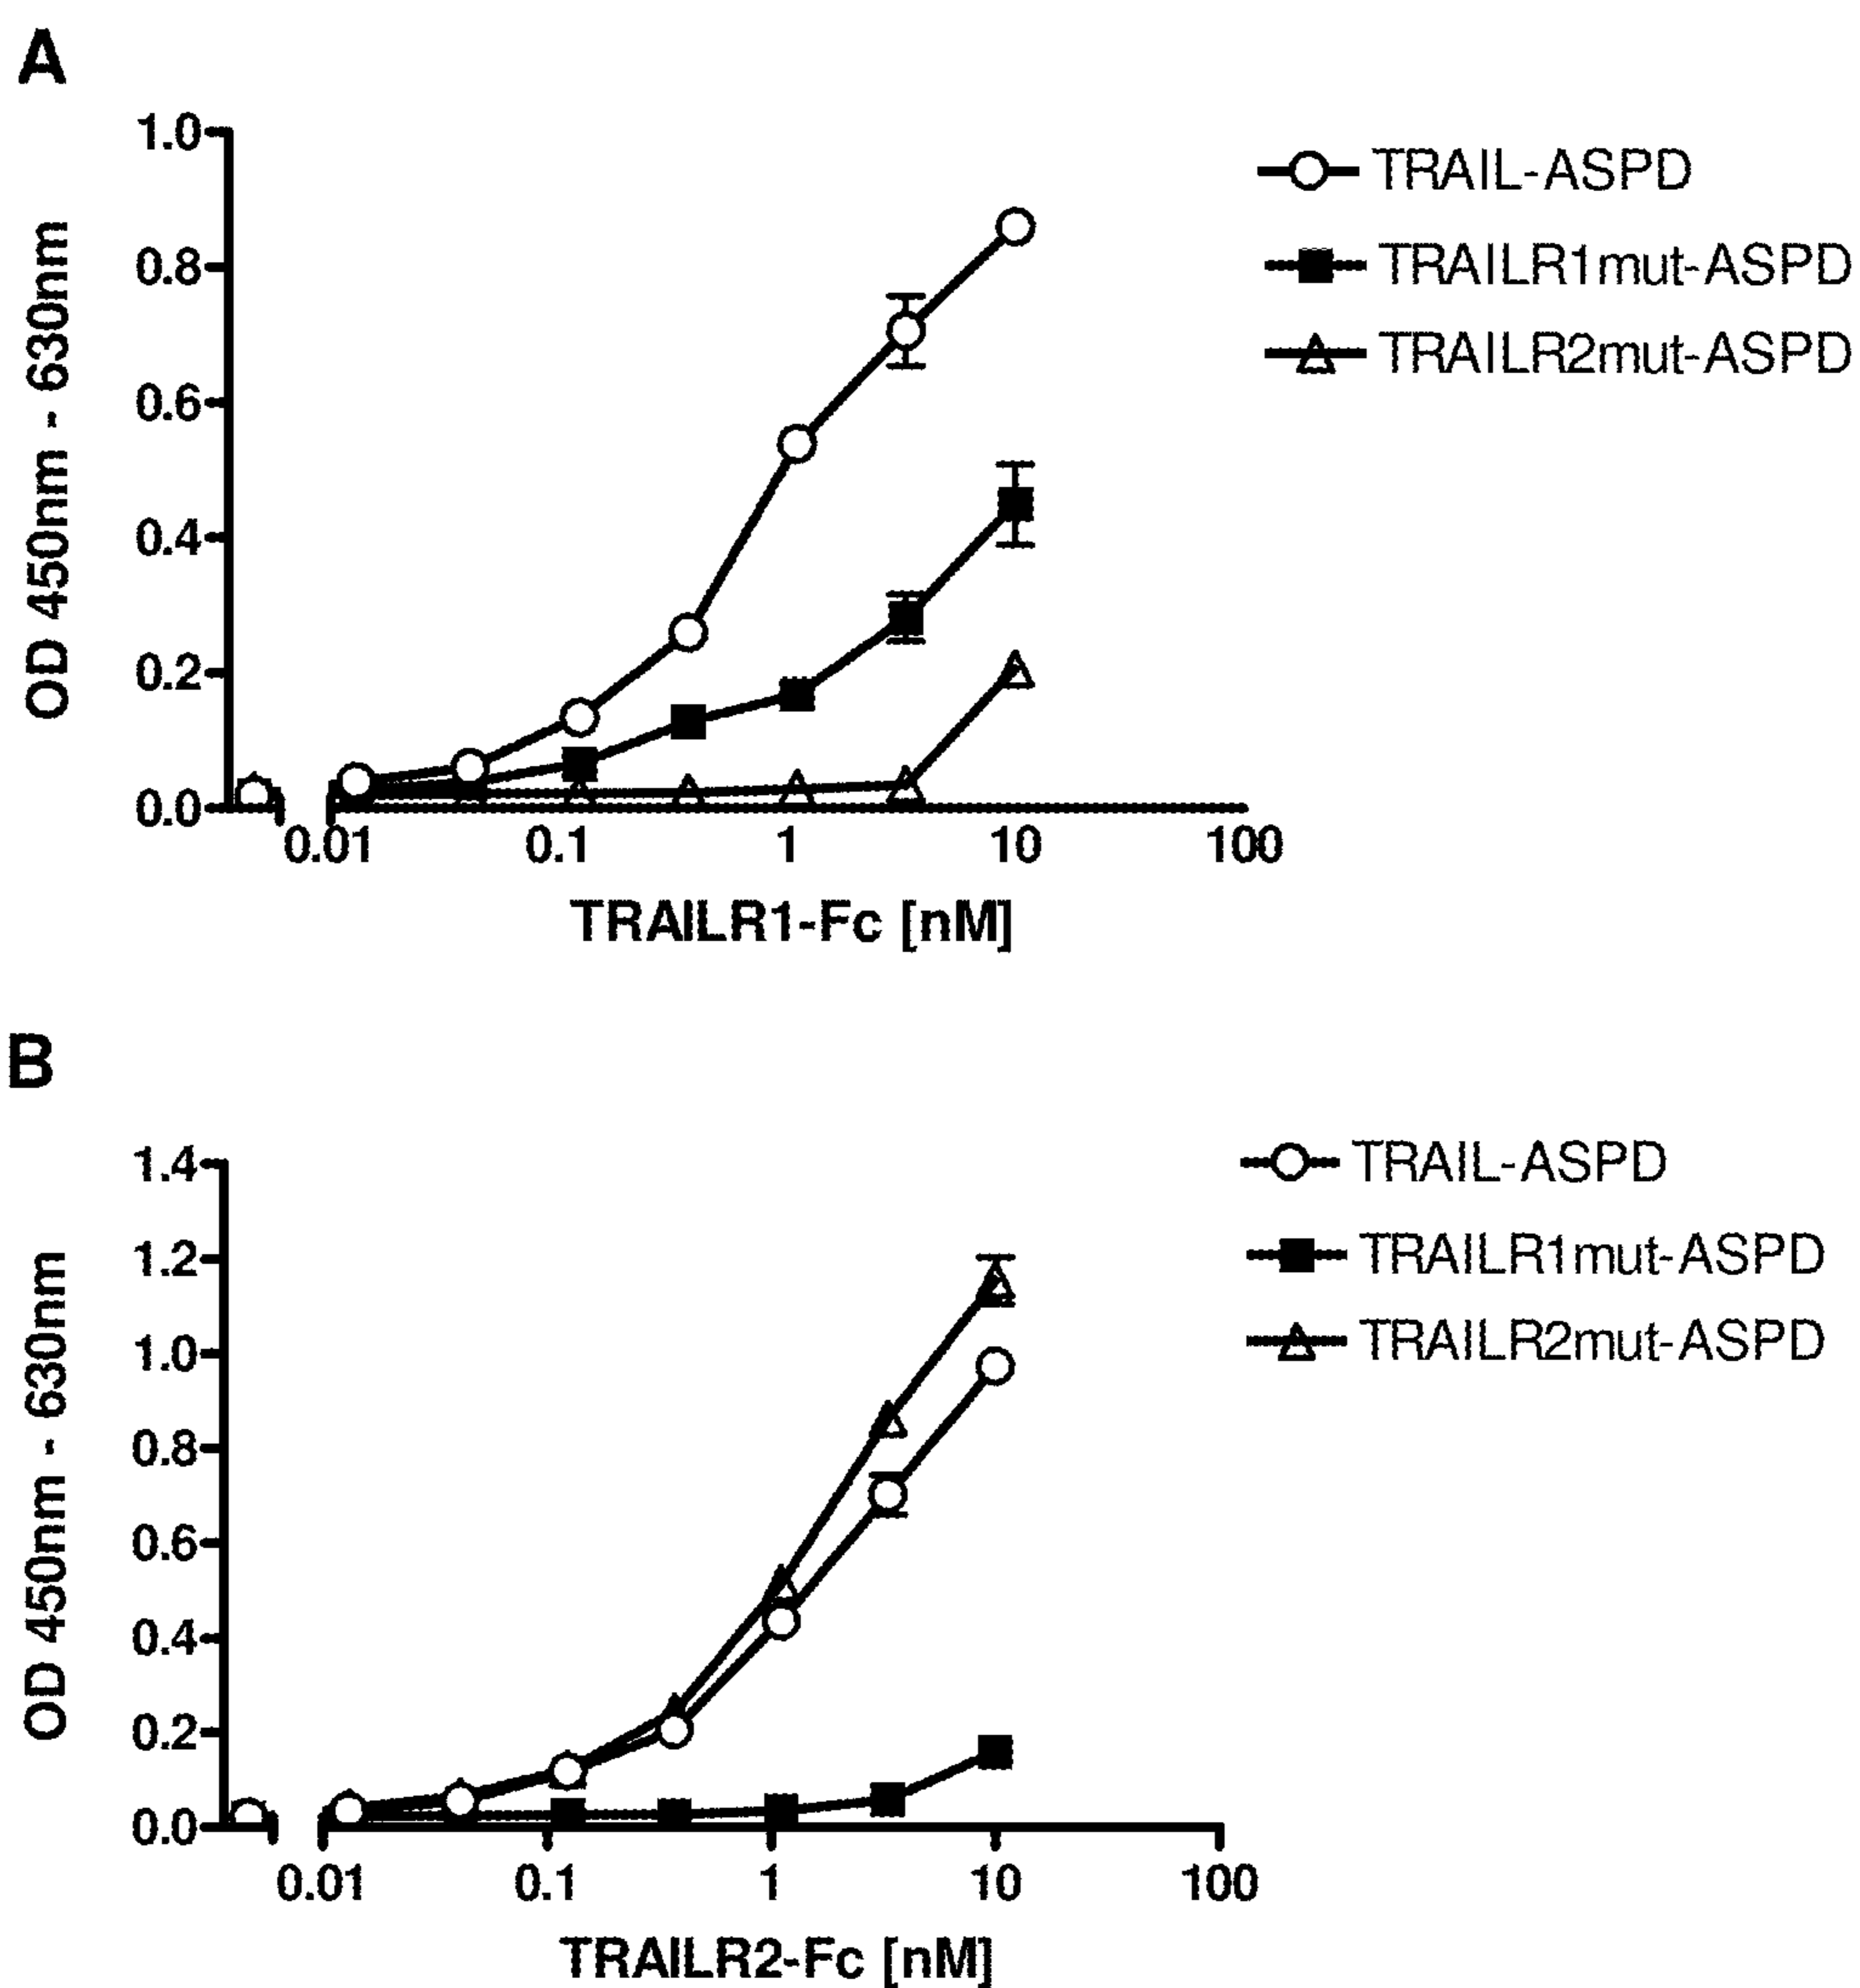 A
1.0
0.8
0.6
0.4
0.2
0.0
OD 450nm - 630nm
0.01 0.1 1 10 100
TRAILR1-Fc [nM]
TRAIL-ASPD
TRAILR1mut-ASPD
TRAILR2mut-ASPD
B
1.4
1.2
1.0
0.8
0.6
0.4
0.2
0.0
OD 450nm - 630nm
0.01 0.1 1 10 100
TRAILR2-Fc [nM]
TRAIL-ASPD
TRAILR1mut-ASPD
TRAILR2mut-ASPD